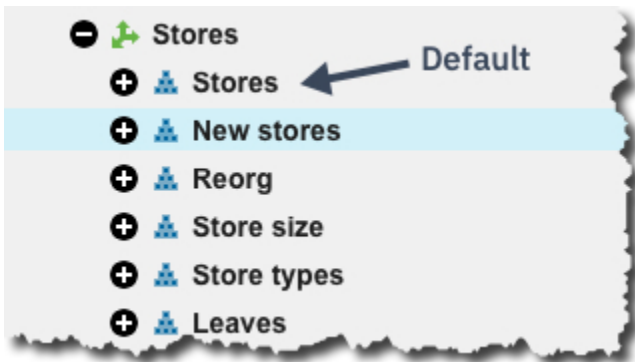 Stores
Stores
Default
New stores
Reorg
Store size
Store types
Leaves